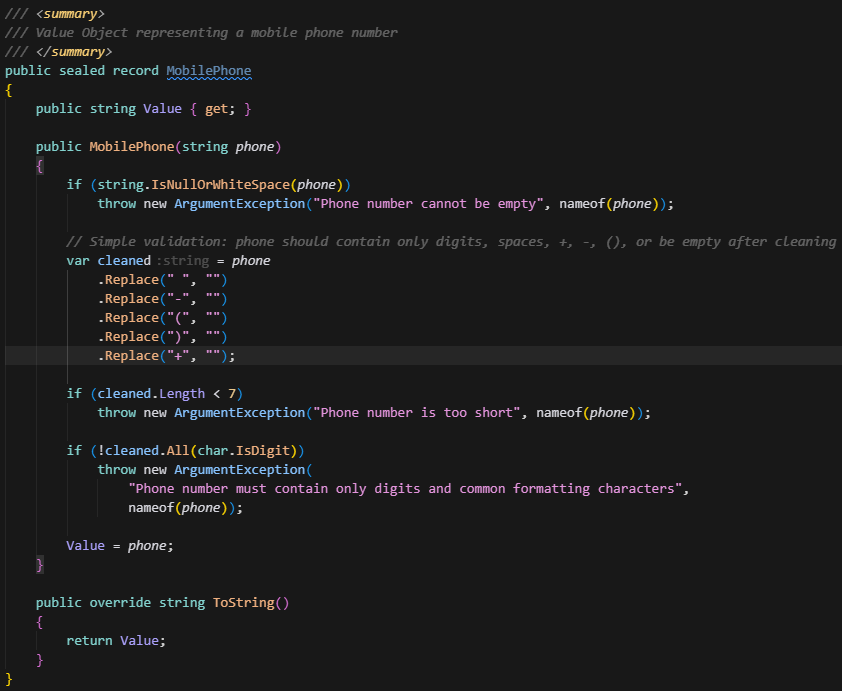 /// <summary>
/// Value Object representing a mobile phone number
/// </summary>
public sealed record MobilePhone
{
    public string Value { get; }

    public MobilePhone(string phone)
    {
        if (string.IsNullOrWhiteSpace(phone))
            throw new ArgumentException("Phone number cannot be empty", nameof(phone));

        // Simple validation: phone should contain only digits, spaces, +, -, (), or be empty after cleaning
        var cleaned :string = phone
            .Replace(" ", "")
            .Replace("-", "")
            .Replace("(", "")
            .Replace(")", "")
            .Replace("+", "");

        if (cleaned.Length < 7)
            throw new ArgumentException("Phone number is too short", nameof(phone));

        if (!cleaned.All(char.IsDigit))
            throw new ArgumentException(
                "Phone number must contain only digits and common formatting characters",
                nameof(phone));

        Value = phone;
    }

    public override string ToString()
    {
        return Value;
    }
}